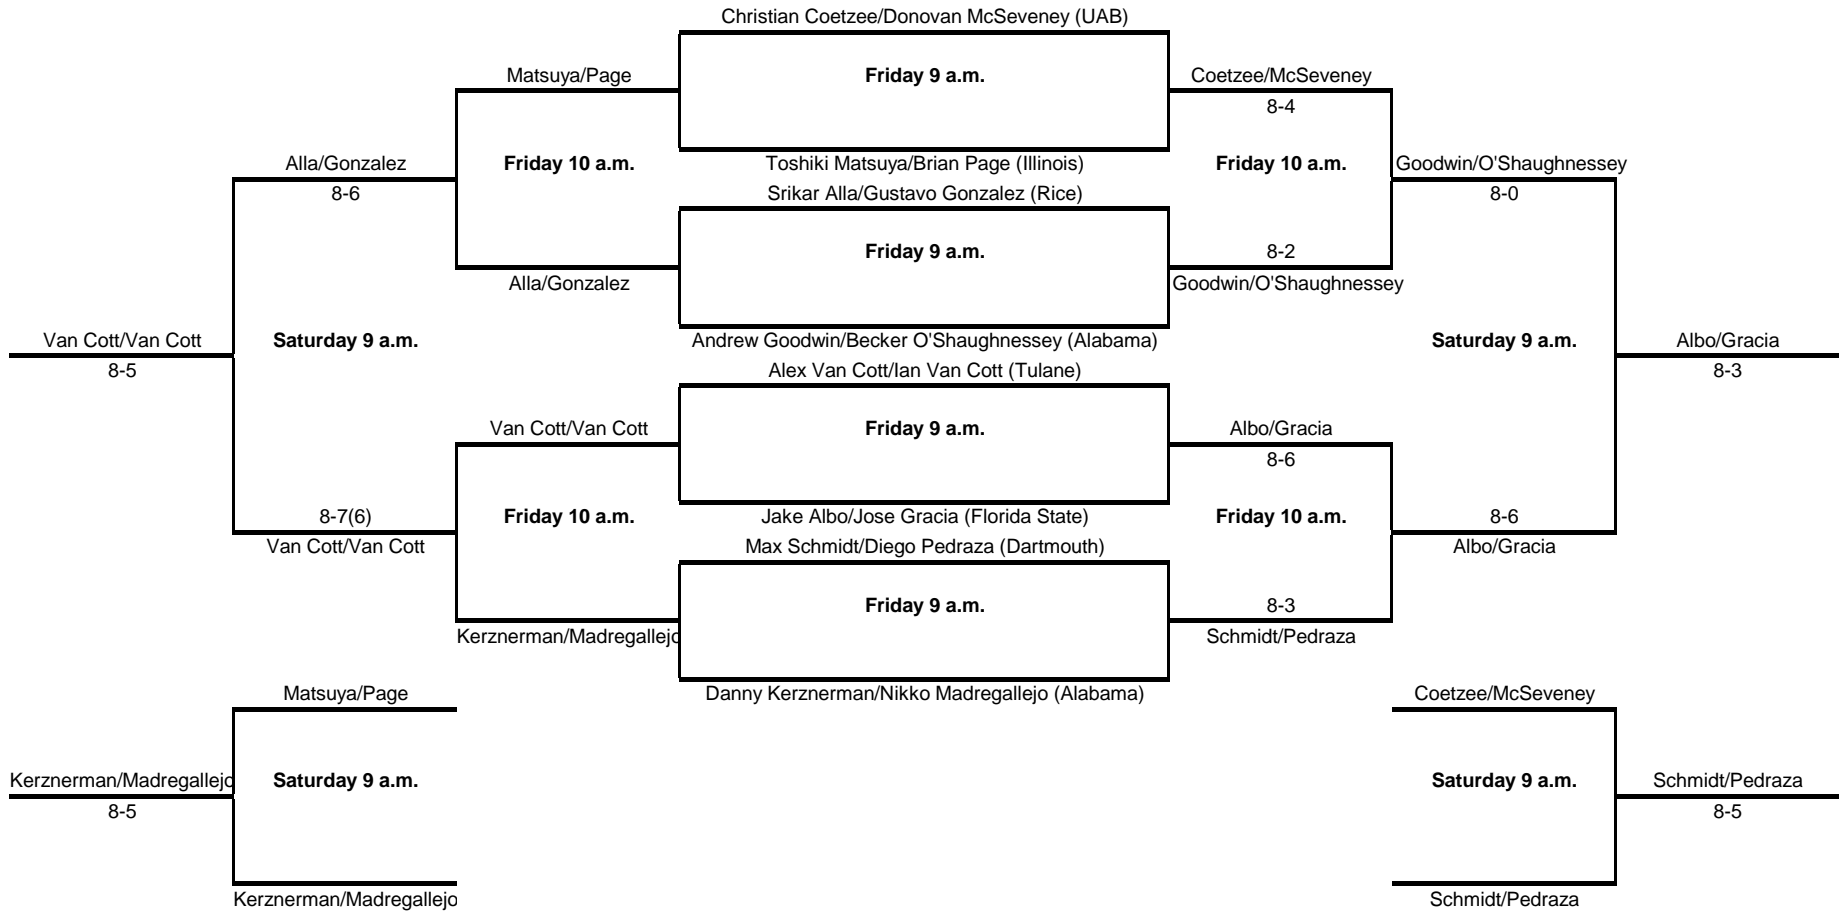 Christian Coetzee/Donovan McSeveney (UAB)
Matsuya/Page
Friday 9 a.m.
Coetzee/McSeveney
8-4
Alla/Gonzalez
Friday 10 a.m.
Toshiki Matsuya/Brian Page (Illinois)
Friday 10 a.m.
Goodwin/O'Shaughnessey
8-6
Srikar Alla/Gustavo Gonzalez (Rice)
8-0
Friday 9 a.m.
8-2
Alla/Gonzalez
Goodwin/O'Shaughnessey
Van Cott/Van Cott
Saturday 9 a.m.
Andrew Goodwin/Becker O'Shaughnessey (Alabama)
Saturday 9 a.m.
Albo/Gracia
8-5
Alex Van Cott/Ian Van Cott (Tulane)
8-3
Van Cott/Van Cott
Friday 9 a.m.
Albo/Gracia
8-6
8-7(6)
Friday 10 a.m.
Jake Albo/Jose Gracia (Florida State)
Friday 10 a.m.
8-6
Van Cott/Van Cott
Max Schmidt/Diego Pedraza (Dartmouth)
Albo/Gracia
Friday 9 a.m.
8-3
Kerznerman/Madregallejo
Schmidt/Pedraza
Matsuya/Page
Danny Kerznerman/Nikko Madregallejo (Alabama)
Coetzee/McSeveney
Kerznerman/Madregallejo
Saturday 9 a.m.
Saturday 9 a.m.
Schmidt/Pedraza
8-5
8-5
Kerznerman/Madregallejo
Schmidt/Pedraza